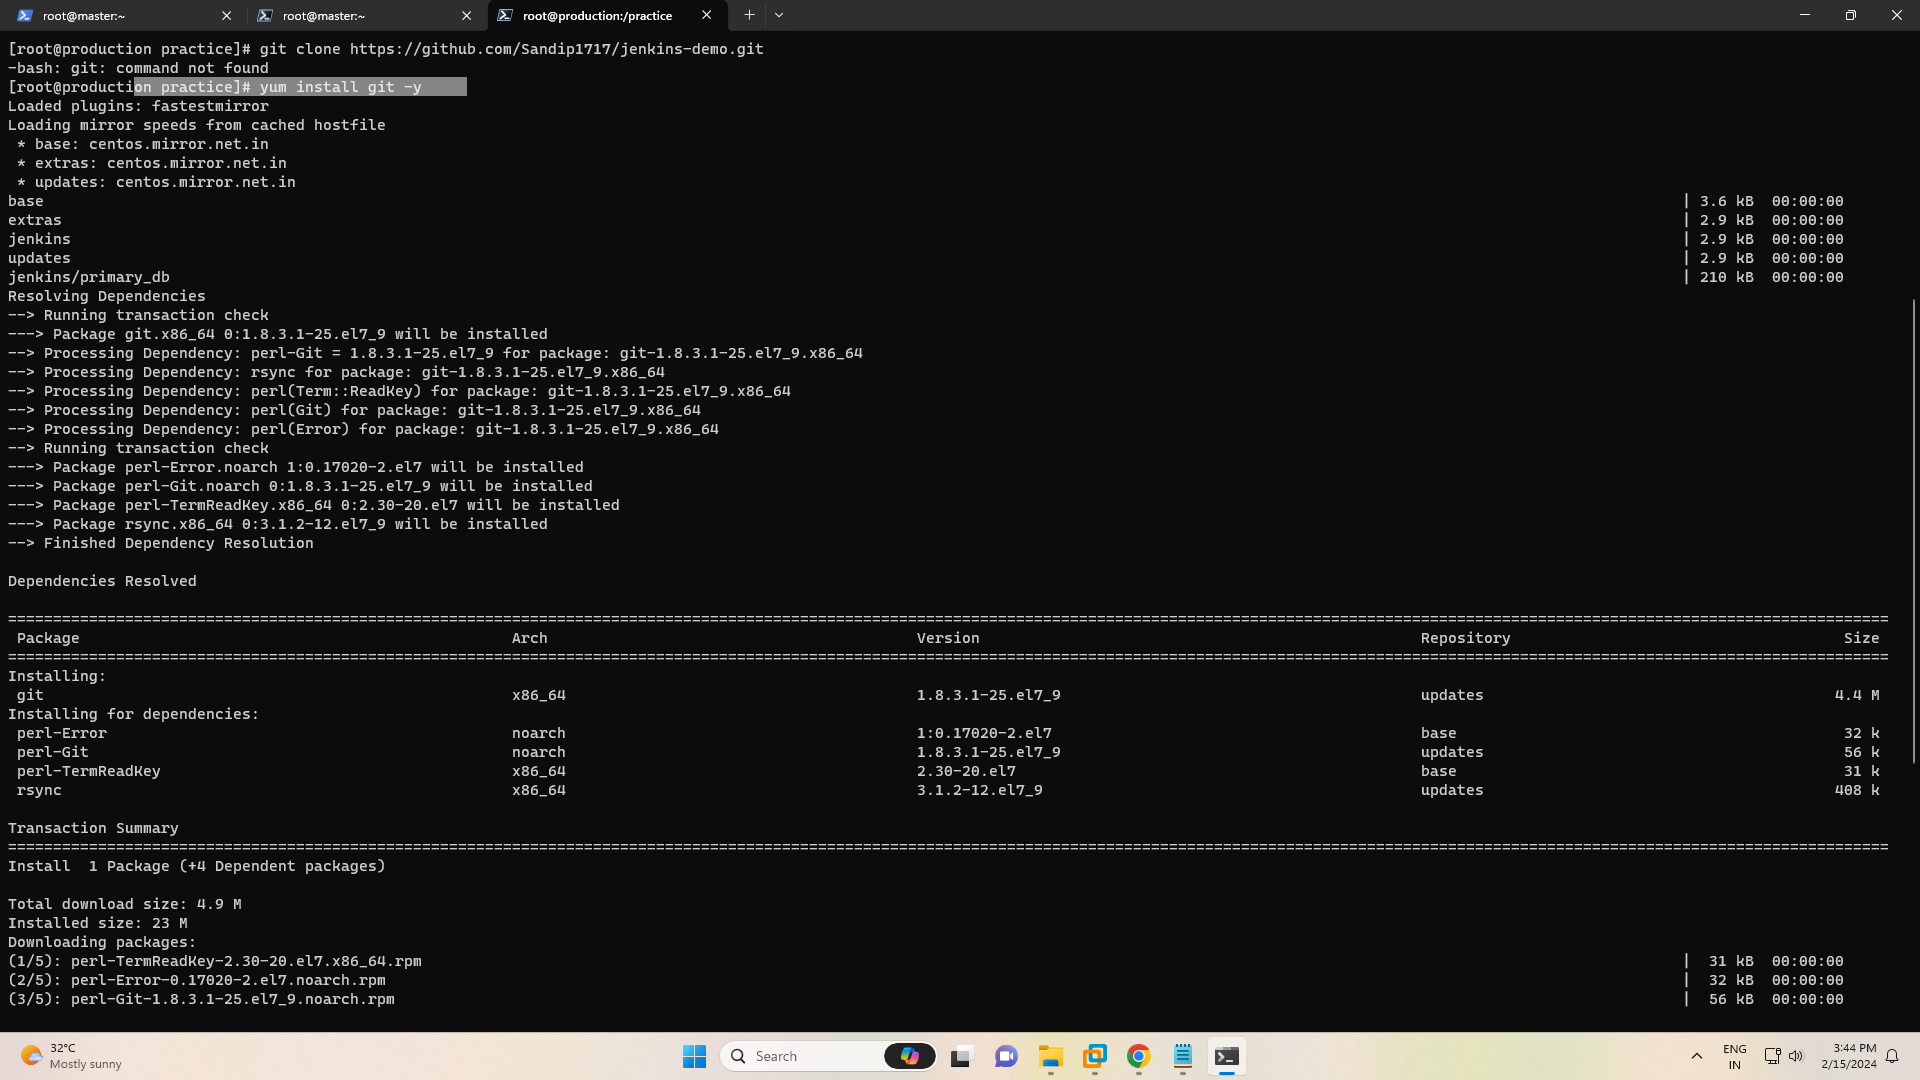 root@master:~
root@master:~
root@production:/practice
[root@production practice]# git clone https://github.com/Sandip1717/jenkins-demo.git
-bash: git: command not found
[root@production practice]# yum install git -y
Loaded plugins: fastestmirror
Loading mirror speeds from cached hostfile
 * base: centos.mirror.net.in
 * extras: centos.mirror.net.in
 * updates: centos.mirror.net.in
base | 3.6 kB 00:00:00
extras | 2.9 kB 00:00:00
jenkins | 2.9 kB 00:00:00
updates | 2.9 kB 00:00:00
jenkins/primary_db | 210 kB 00:00:00
Resolving Dependencies
--> Running transaction check
---> Package git.x86_64 0:1.8.3.1-25.el7_9 will be installed
--> Processing Dependency: perl-Git = 1.8.3.1-25.el7_9 for package: git-1.8.3.1-25.el7_9.x86_64
--> Processing Dependency: rsync for package: git-1.8.3.1-25.el7_9.x86_64
--> Processing Dependency: perl(Term::ReadKey) for package: git-1.8.3.1-25.el7_9.x86_64
--> Processing Dependency: perl(Git) for package: git-1.8.3.1-25.el7_9.x86_64
--> Processing Dependency: perl(Error) for package: git-1.8.3.1-25.el7_9.x86_64
--> Running transaction check
---> Package perl-Error.noarch 1:0.17020-2.el7 will be installed
---> Package perl-Git.noarch 0:1.8.3.1-25.el7_9 will be installed
---> Package perl-TermReadKey.x86_64 0:2.30-20.el7 will be installed
---> Package rsync.x86_64 0:3.1.2-12.el7_9 will be installed
--> Finished Dependency Resolution
Dependencies Resolved
Package Arch Version Repository Size
Installing:
git x86_64 1.8.3.1-25.el7_9 updates 4.4 M
Installing for dependencies:
perl-Error noarch 1:0.17020-2.el7 base 32 k
perl-Git noarch 1.8.3.1-25.el7_9 updates 56 k
perl-TermReadKey x86_64 2.30-20.el7 base 31 k
rsync x86_64 3.1.2-12.el7_9 updates 408 k
Transaction Summary
Install 1 Package (+4 Dependent packages)
Total download size: 4.9 M
Installed size: 23 M
Downloading packages:
(1/5): perl-TermReadKey-2.30-20.el7.x86_64.rpm | 31 kB 00:00:00
(2/5): perl-Error-0.17020-2.el7.noarch.rpm | 32 kB 00:00:00
(3/5): perl-Git-1.8.3.1-25.el7_9.noarch.rpm | 56 kB 00:00:00
32°C
Mostly sunny
Search
ENG
IN
3:44 PM
2/15/2024